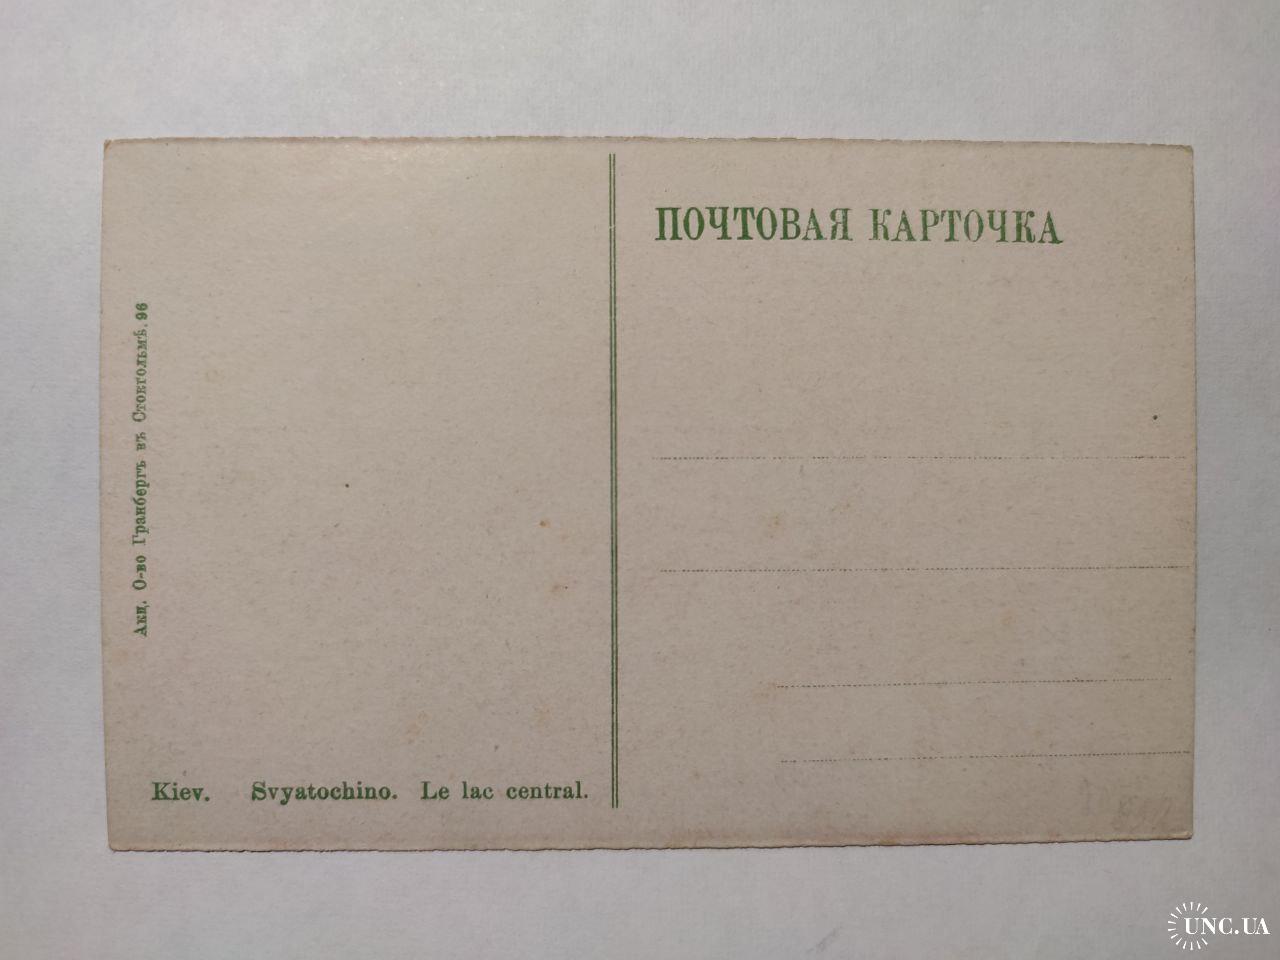 ПОЧТОВАЯ КАРТОЧКА
Акц. О-во Гранбергъ въ Стокгольмѣ. 96
Kiev. Svyatochino. Le lac central.
UNC.UA